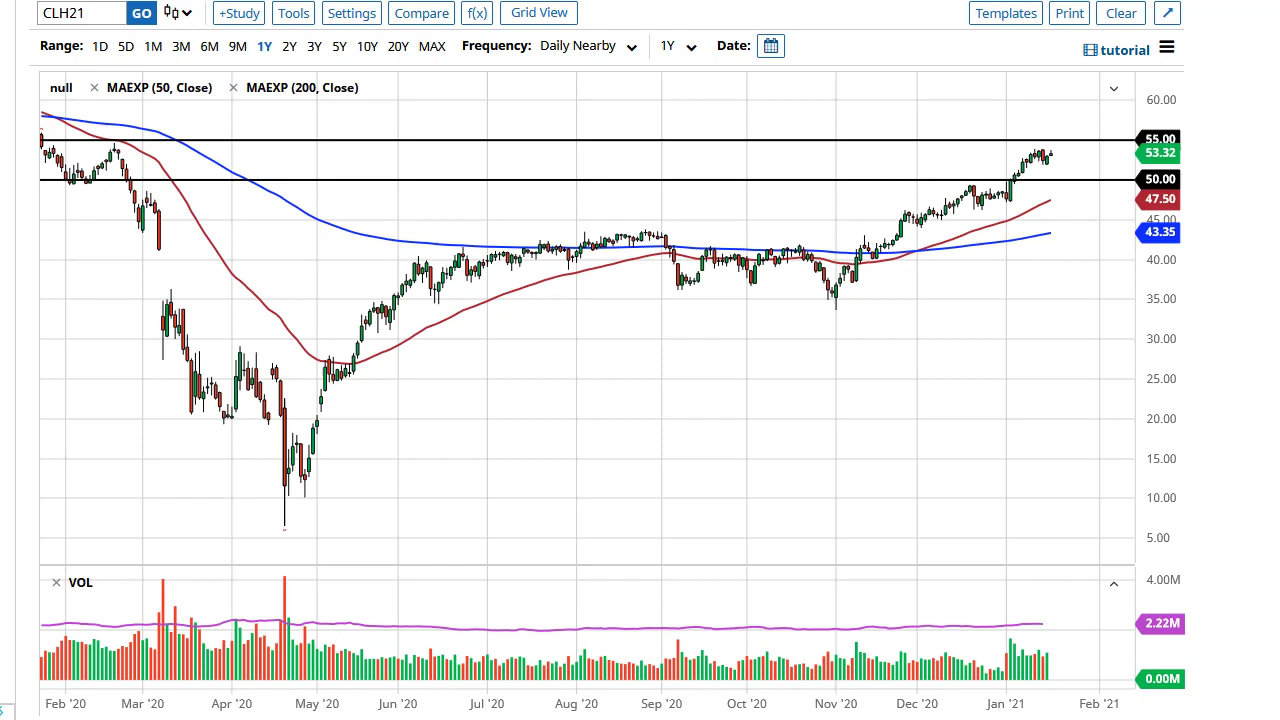 CLH21 GO +Study Tools Settings Compare f(x) Grid View Templates Print Clear
Range: 1D 5D 1M 3M 6M 9M 1Y 2Y 3Y 5Y 10Y 20Y MAX Frequency: Daily Nearby 1Y Date: tutorial
null × MAEXP (50, Close) × MAEXP (200, Close)
60.00
55.00
53.32
50.00
47.50
45.00
43.35
40.00
35.00
30.00
25.00
20.00
15.00
10.00
5.00
× VOL 4.00M
2.22M
0.00M
Feb '20 Mar '20 Apr '20 May '20 Jun '20 Jul '20 Aug '20 Sep '20 Oct '20 Nov '20 Dec '20 Jan '21 Feb '21